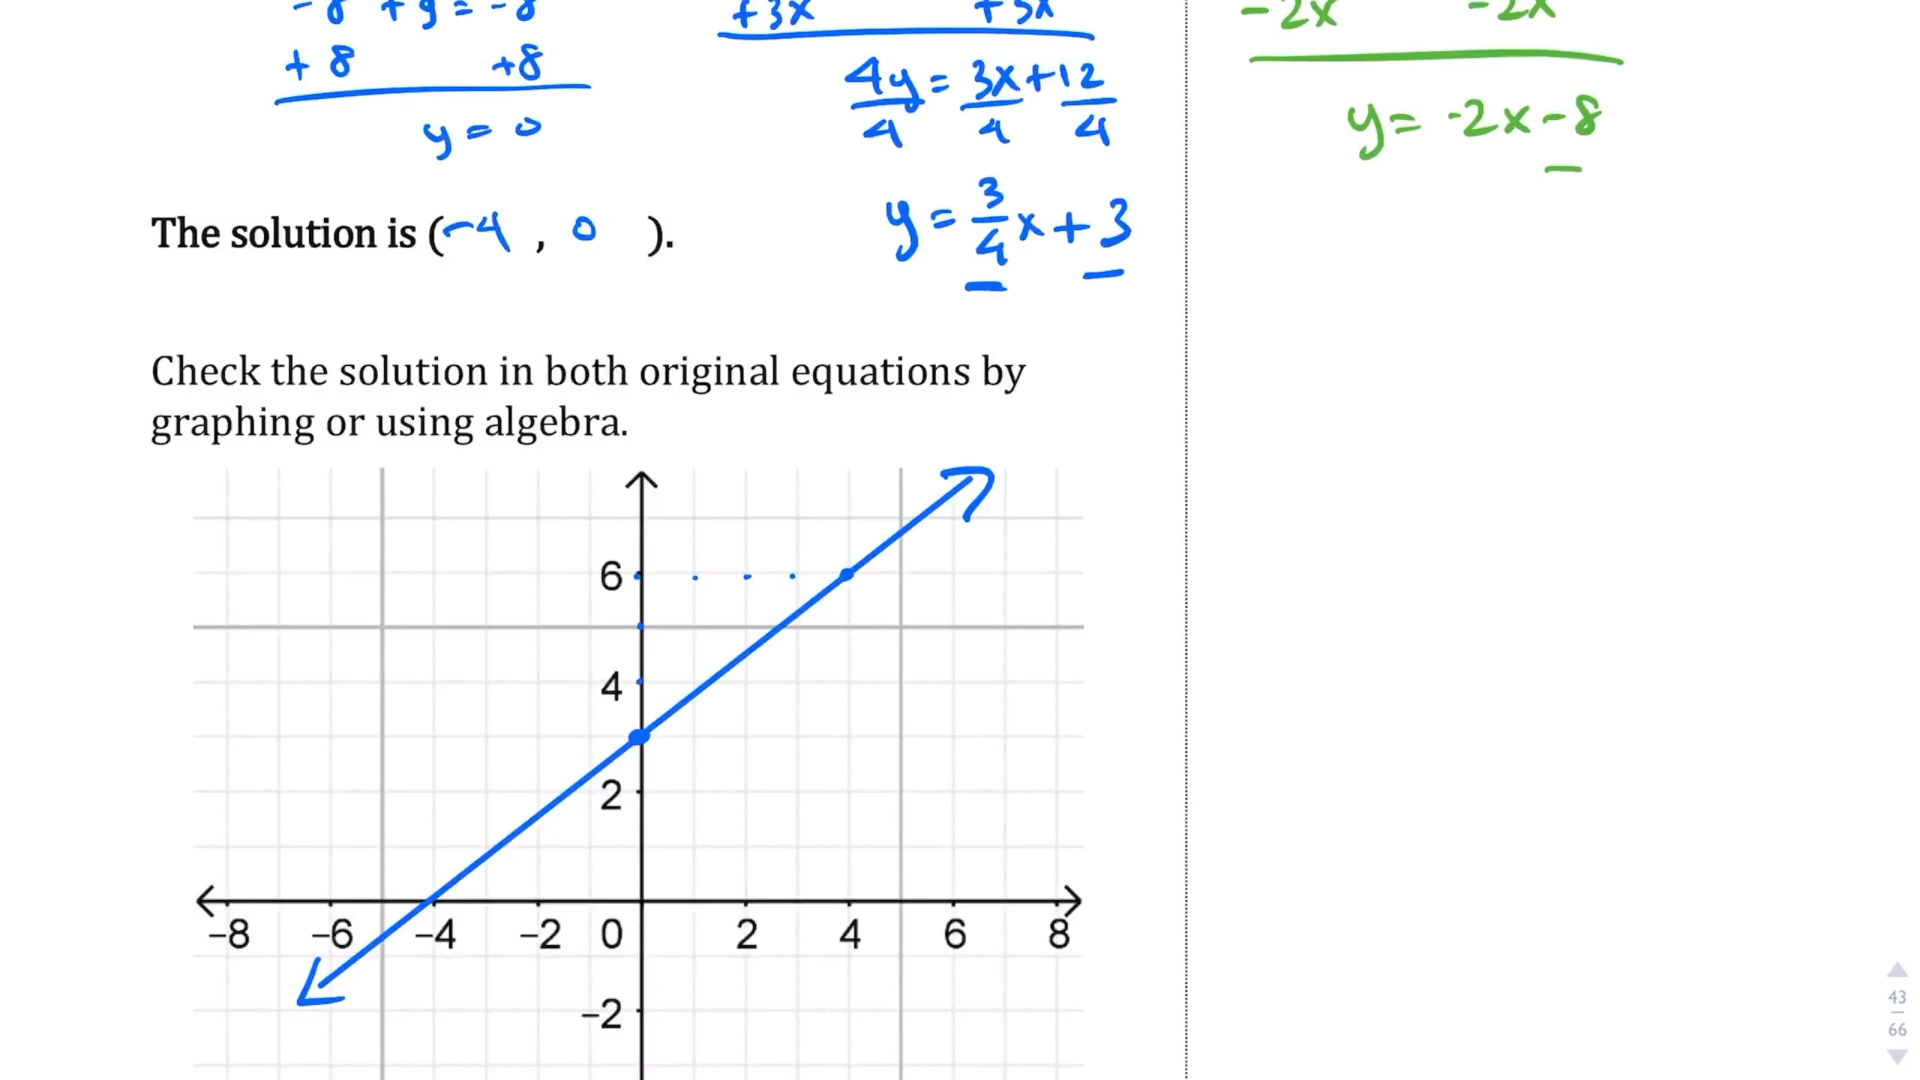 -8 + y = -8
+ 8 +8
y = 0
The solution is (-4 , 0 ).
+3x +3x
4y = 3x + 12
4 4 4
y = 3/4 x + 3
-2x -2x
y = -2x - 8
Check the solution in both original equations by
graphing or using algebra.
6
4
2
-8 -6 -4 -2 0 2 4 6 8
-2
43
66